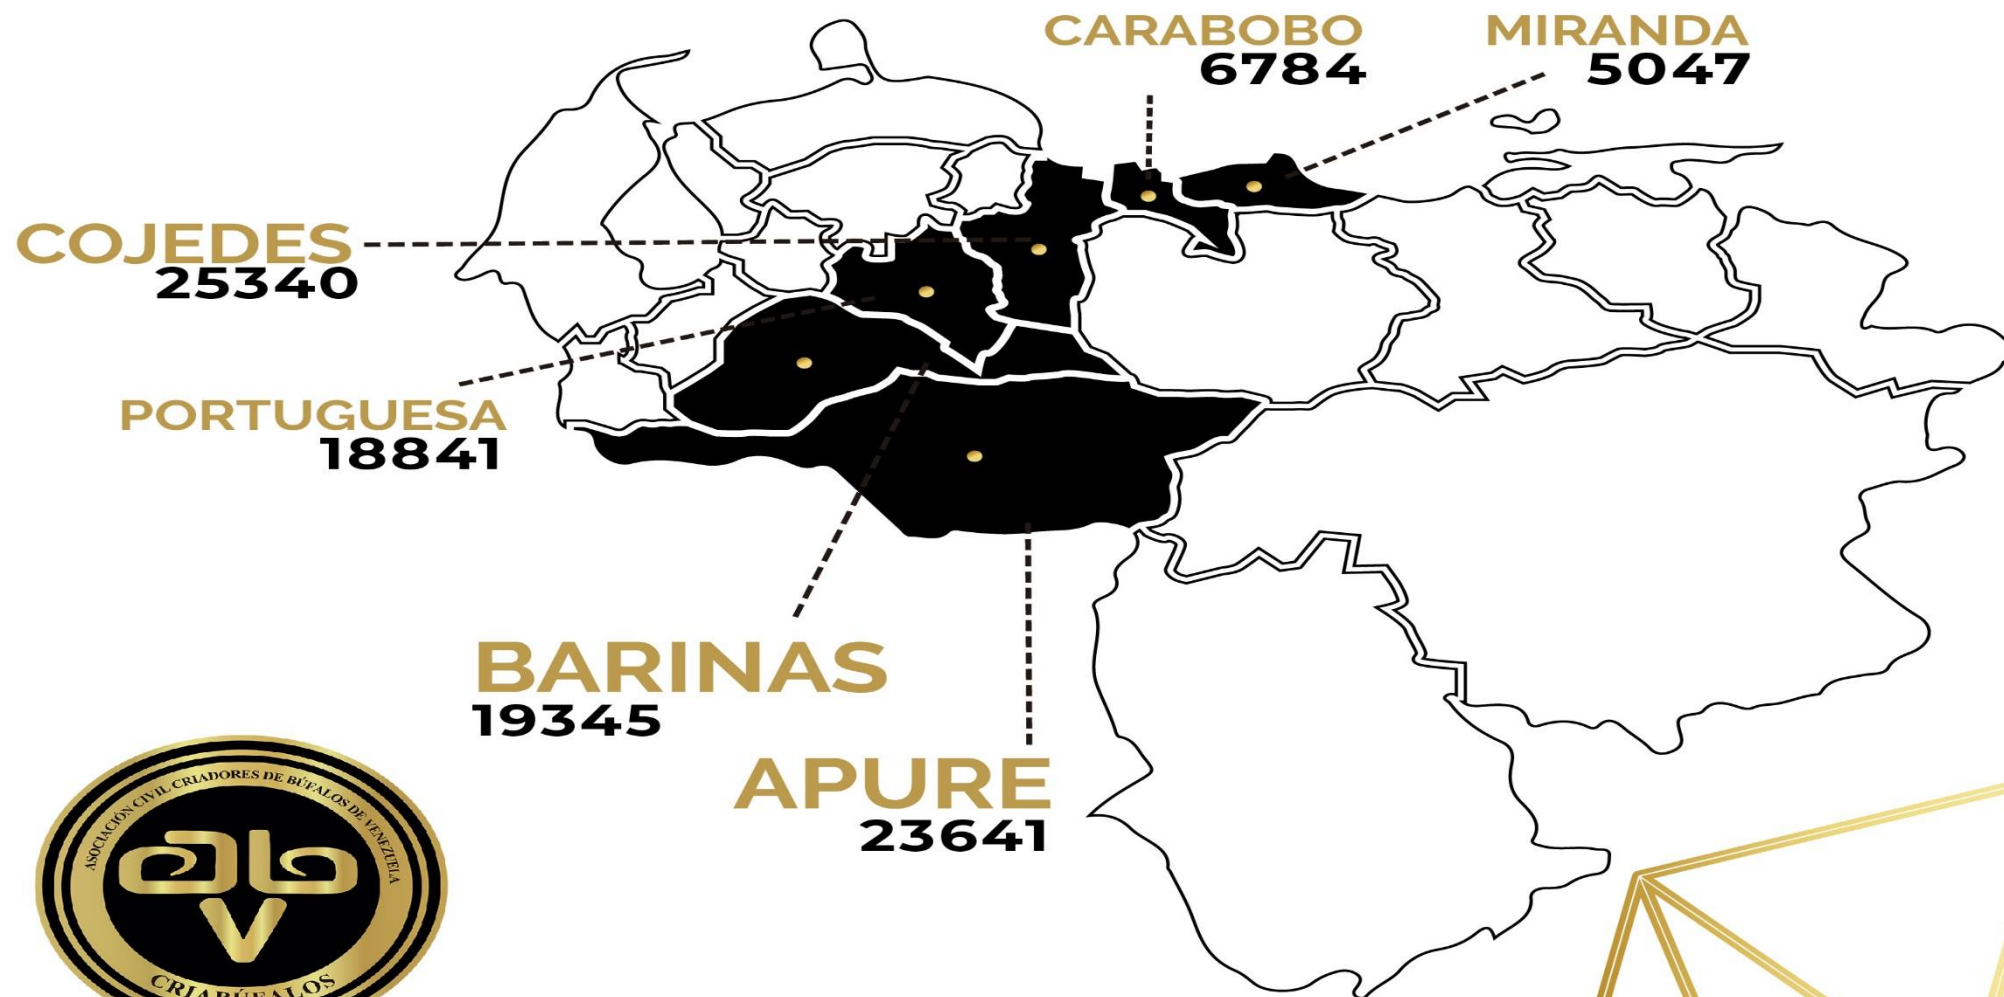 CARABOBO
6784
MIRANDA
5047
COJEDES
25340
PORTUGUESA
18841
BARINAS
19345
APURE
23641
ASOCIACIÓN CIVIL CRIADORES DE BÚFALOS DE VENEZUELA
abv
CRIABÚFALOS